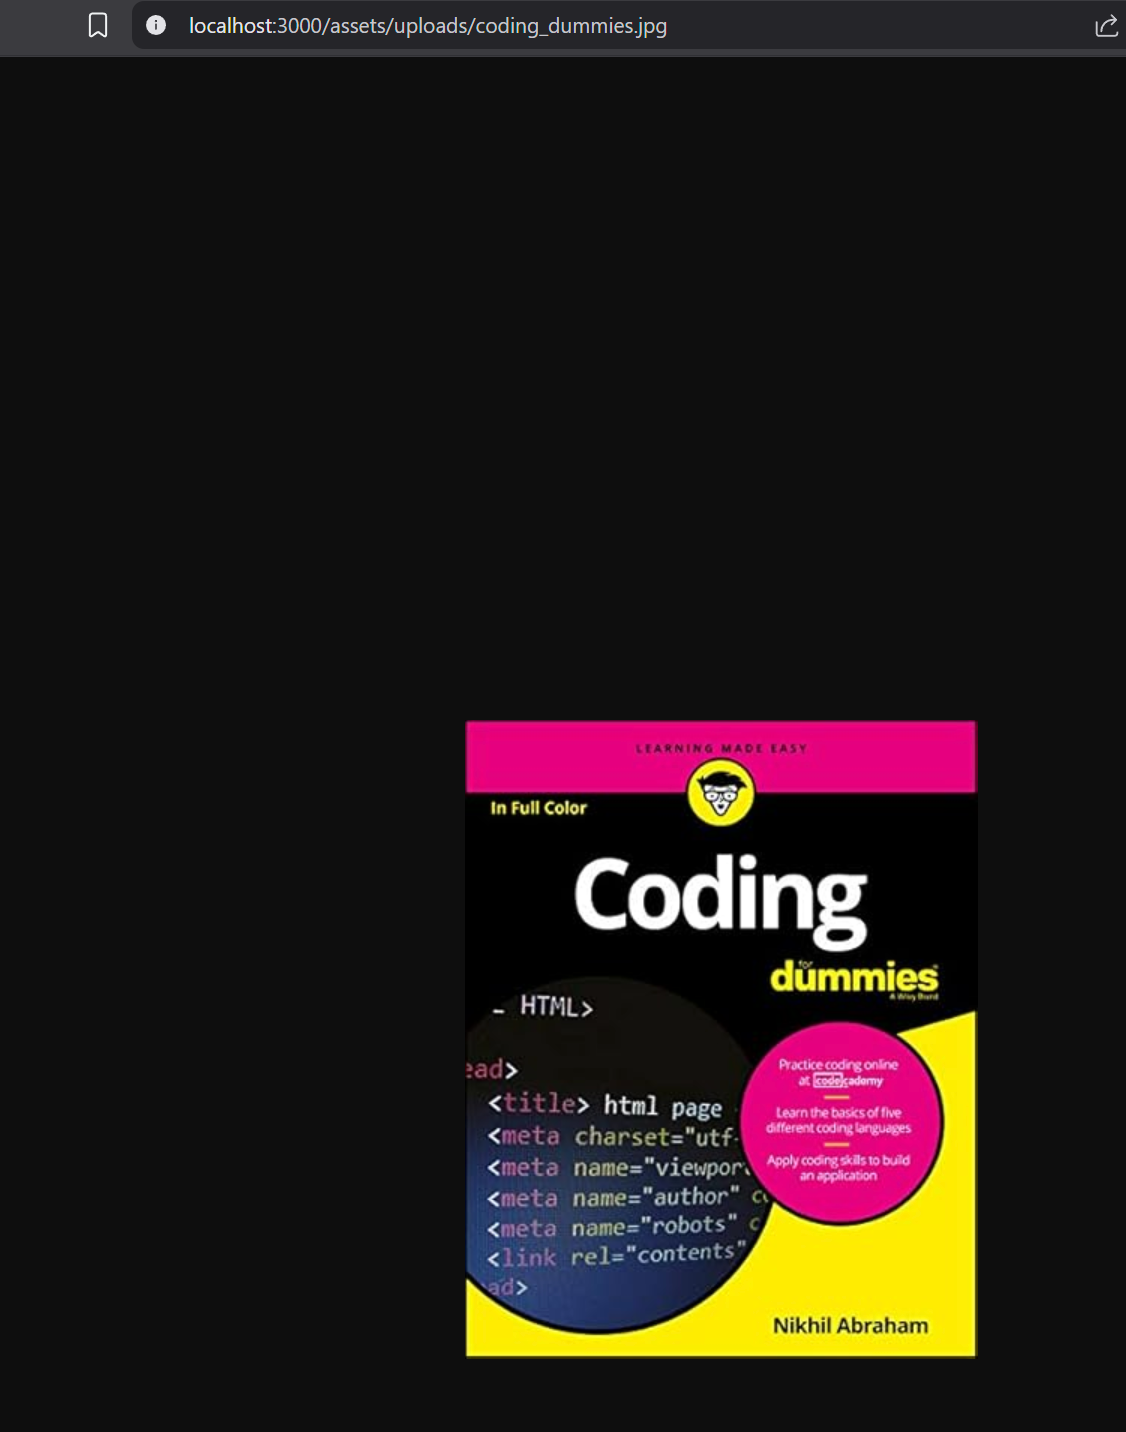 localhost:3000/assets/uploads/coding_dummies.jpg
LEARNING MADE EASY
In Full Color
Coding
for
dummies
A Wiley Brand
HTML>
ead>
<title> html page
<meta charset="utf-
<meta name="viewpor
<meta name="author" co
<meta name="robots" c
<link rel="contents"
ead>
Practice coding online
at codecademy
Learn the basics of five
different coding languages
Apply coding skills to build
an application
Nikhil Abraham